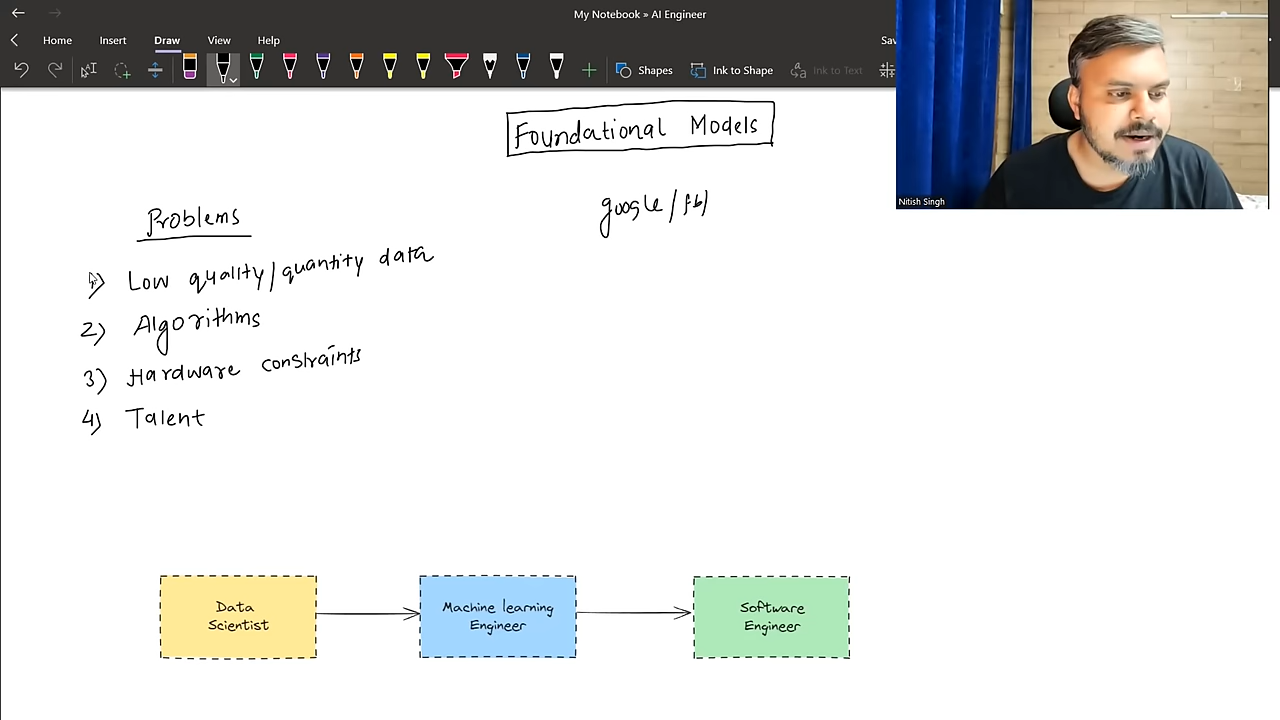 My Notebook » AI Engineer
Home Insert Draw View Help Sav
Shapes Ink to Shape Ink to Text
Nitish Singh
Foundational Models
google/fb/
Problems
1) Low quality/quantity data
2) Algorithms
3) Hardware constraints
4) Talent
Data
Scientist
Machine learning
Engineer
Software
Engineer